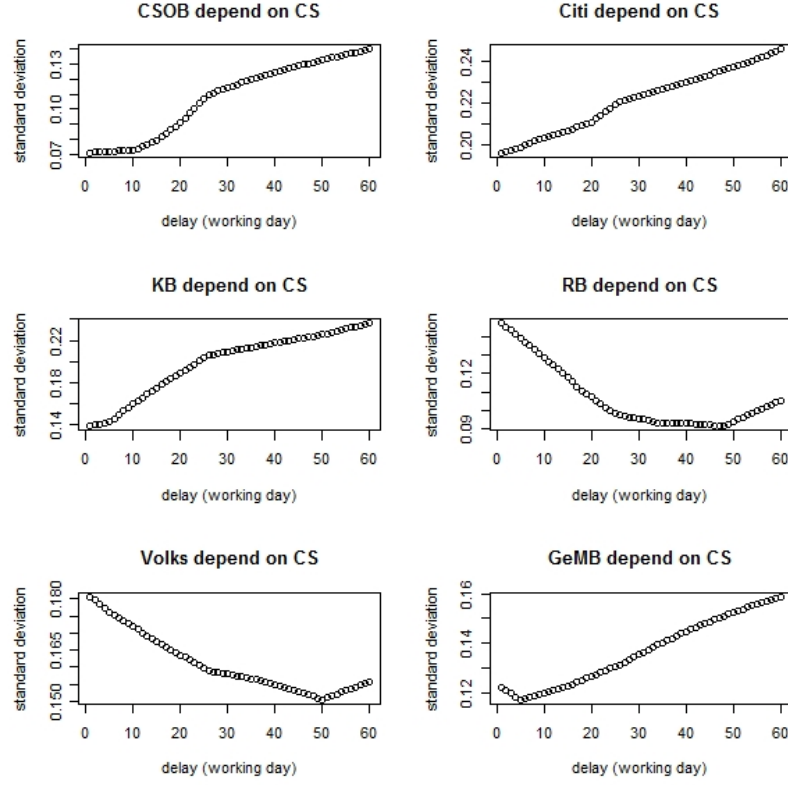 CSOB depend on CS
standard deviation
0.07 0.10 0.13
0 10 20 30 40 50 60
delay (working day)
Citi depend on CS
standard deviation
0.20 0.22 0.24
0 10 20 30 40 50 60
delay (working day)
KB depend on CS
standard deviation
0.14 0.18 0.22
0 10 20 30 40 50 60
delay (working day)
RB depend on CS
standard deviation
0.09 0.12
0 10 20 30 40 50 60
delay (working day)
Volks depend on CS
standard deviation
0.150 0.165 0.180
0 10 20 30 40 50 60
delay (working day)
GeMB depend on CS
standard deviation
0.12 0.14 0.16
0 10 20 30 40 50 60
delay (working day)